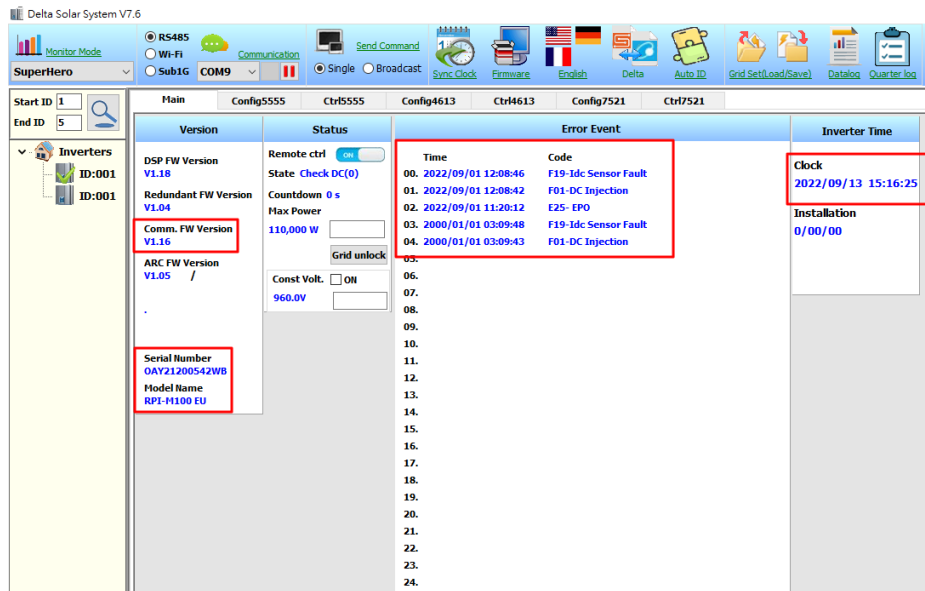 Delta Solar System V7.6
Monitor Mode
SuperHero
RS485
Wi-Fi
Sub1G
COM9
Communication
Send Command
Single
Broadcast
Sync Clock
Firmware
English
Delta
Auto ID
Grid Set(Load/Save)
Datalog
Quarter log
Start ID 1
End ID 5
Inverters
ID:001
ID:001
Main
Config5555
Ctrl5555
Config4613
Ctrl4613
Config7521
Ctrl7521
Version
DSP FW Version
V1.18
Redundant FW Version
V1.04
Comm. FW Version
V1.16
ARC FW Version
V1.05 /
.
Serial Number
OAY21200542WB
Model Name
RPI-M100 EU
Status
Remote ctrl ON
State Check DC(0)
Countdown 0 s
Max Power
110,000 W
Grid unlock
Const Volt. ON
960.0V
Error Event
Time Code
00. 2022/09/01 12:08:46 F19-Idc Sensor Fault
01. 2022/09/01 12:08:42 F01-DC Injection
02. 2022/09/01 11:20:12 E25- EPO
03. 2000/01/01 03:09:48 F19-Idc Sensor Fault
04. 2000/01/01 03:09:43 F01-DC Injection
05.
06.
07.
08.
09.
10.
11.
12.
13.
14.
15.
16.
17.
18.
19.
20.
21.
22.
23.
24.
Inverter Time
Clock
2022/09/13 15:16:25
Installation
0/00/00